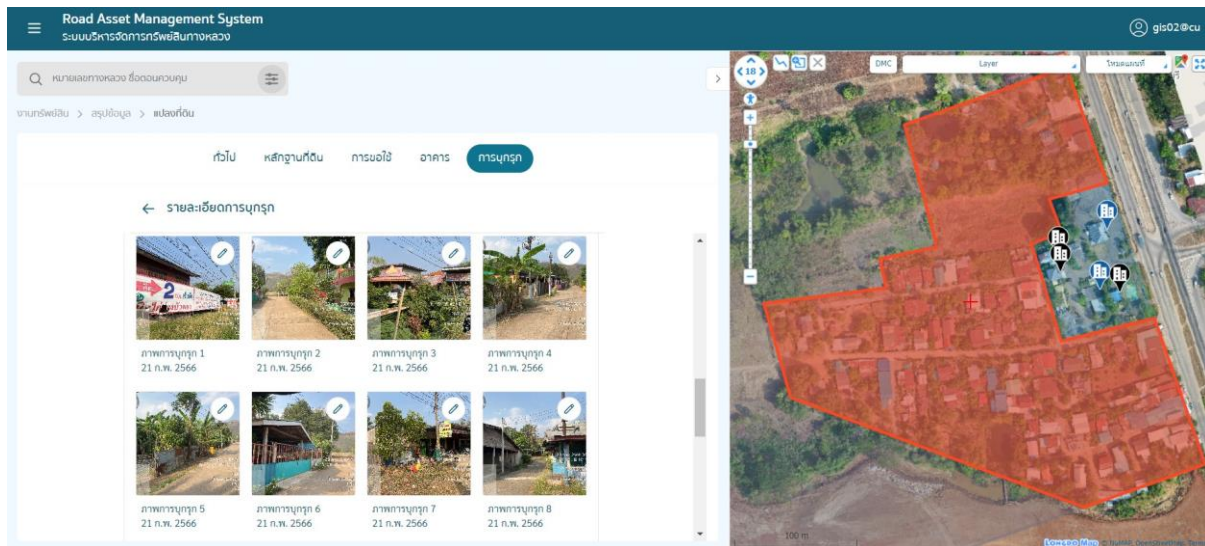 Road Asset Management System
ระบบบริหารจัดการทรัพย์สินทางหลวง
gis02@cu
หมายเลขทางหลวง ชื่อตอนควบคุม
งานทรัพย์สิน > สรุปข้อมูล > แปลงที่ดิน
ทั่วไป หลักฐานที่ดิน การขอใช้ อาคาร การบุกรุก
← รายละเอียดการบุกรุก
ภาพการบุกรุก 1 ภาพการบุกรุก 2 ภาพการบุกรุก 3 ภาพการบุกรุก 4
21 ก.พ. 2566 21 ก.พ. 2566 21 ก.พ. 2566 21 ก.พ. 2566
ภาพการบุกรุก 5 ภาพการบุกรุก 6 ภาพการบุกรุก 7 ภาพการบุกรุก 8
21 ก.พ. 2566 21 ก.พ. 2566 21 ก.พ. 2566 21 ก.พ. 2566
18
DMC Layer โหมดแผนที่
100 m
Longdo Map